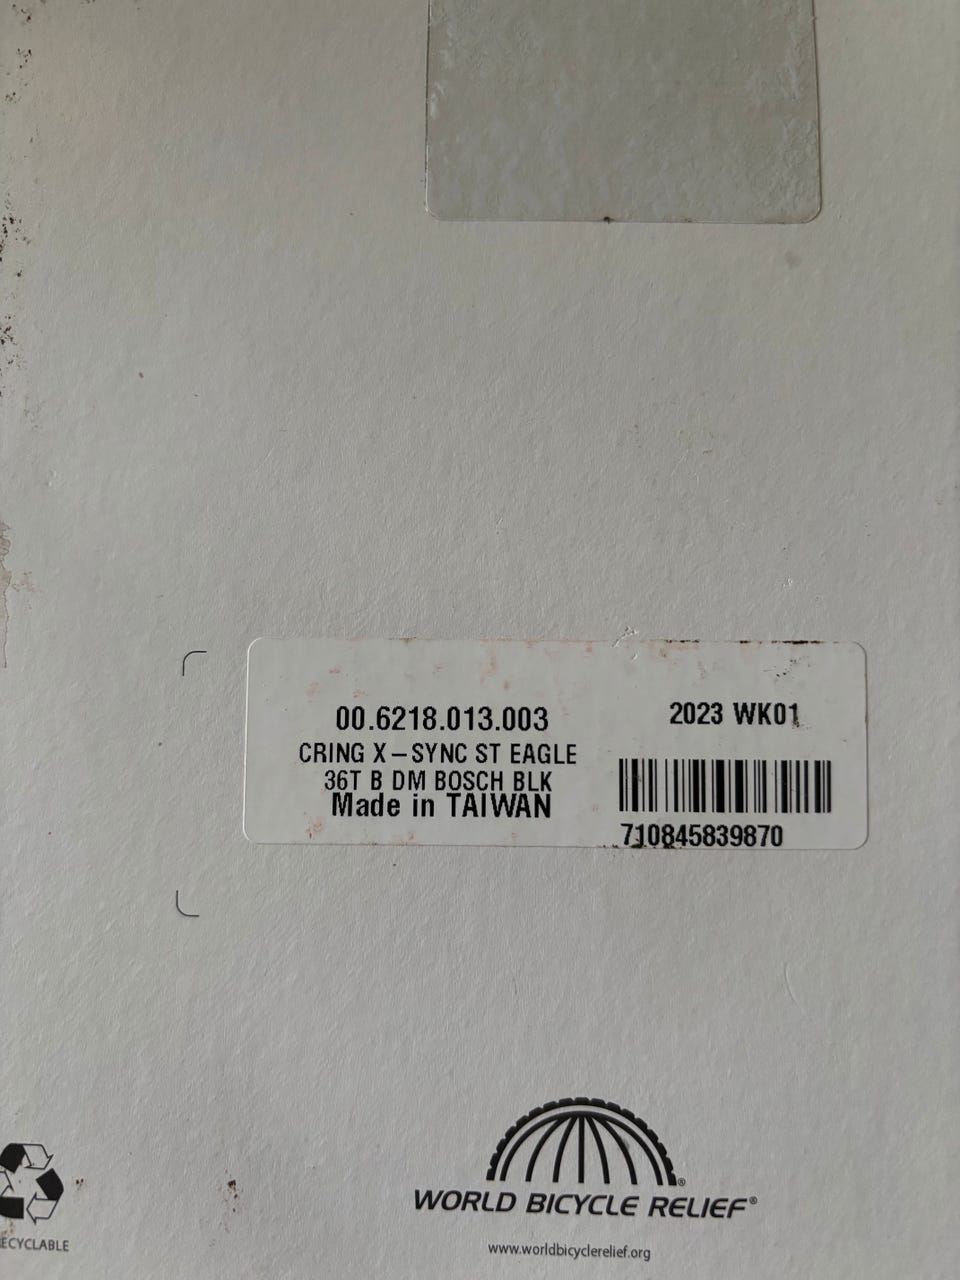 00.6218.013.003
CRING X-SYNC ST EAGLE
36T B DM BOSCH BLK
Made in TAIWAN
2023 WK01
710845839870
WORLD BICYCLE RELIEF®
www.worldbicyclerelief.org
ECYCLABLE